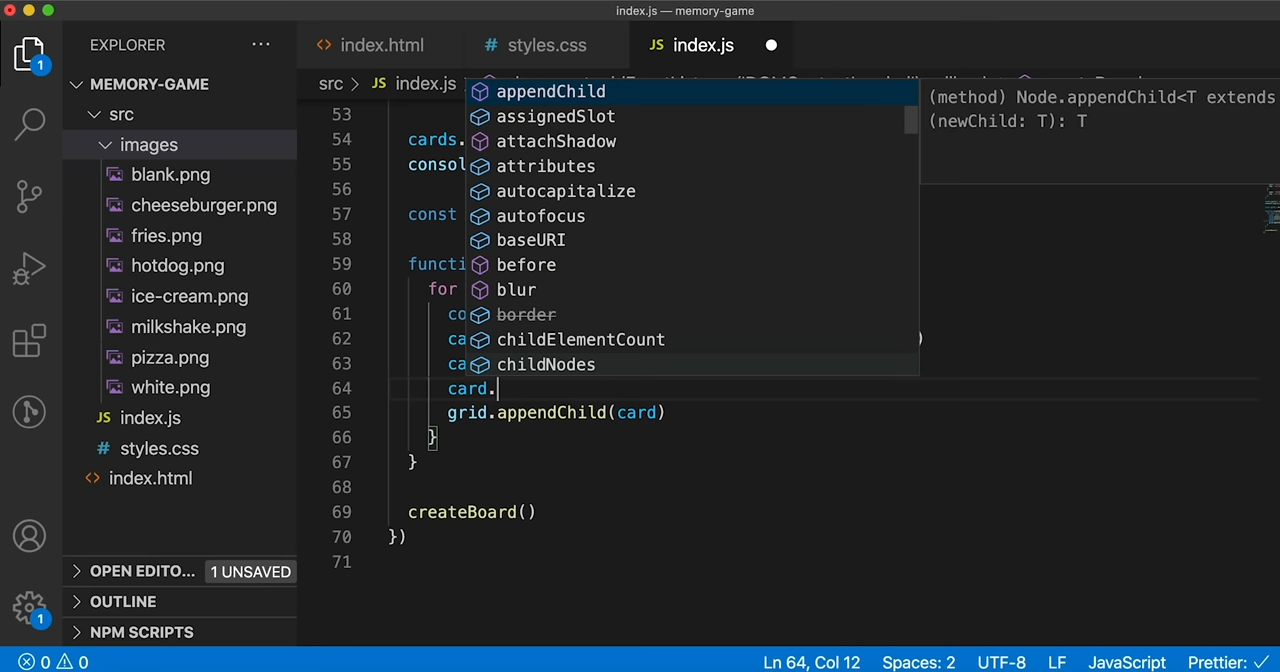 index.js — memory-game
EXPLORER
index.html
# styles.css
JS index.js
MEMORY-GAME
src
images
blank.png
cheeseburger.png
fries.png
hotdog.png
ice-cream.png
milkshake.png
pizza.png
white.png
JS index.js
# styles.css
index.html
OPEN EDITO... 1 UNSAVED
OUTLINE
NPM SCRIPTS
1
1
src > JS index.js
53
54 cards.
55 consol
56
57 const
58
59 functi
60 for
61 co
62 ca )
63 ca
64 card.
65 grid.appendChild(card)
66 }
67 }
68
69 createBoard()
70 })
71
appendChild
assignedSlot
attachShadow
attributes
autocapitalize
autofocus
baseURI
before
blur
border
childElementCount
childNodes
(method) Node.appendChild<T extends
(newChild: T): T
0 0
Ln 64, Col 12 Spaces: 2 UTF-8 LF JavaScript Prettier: ✓